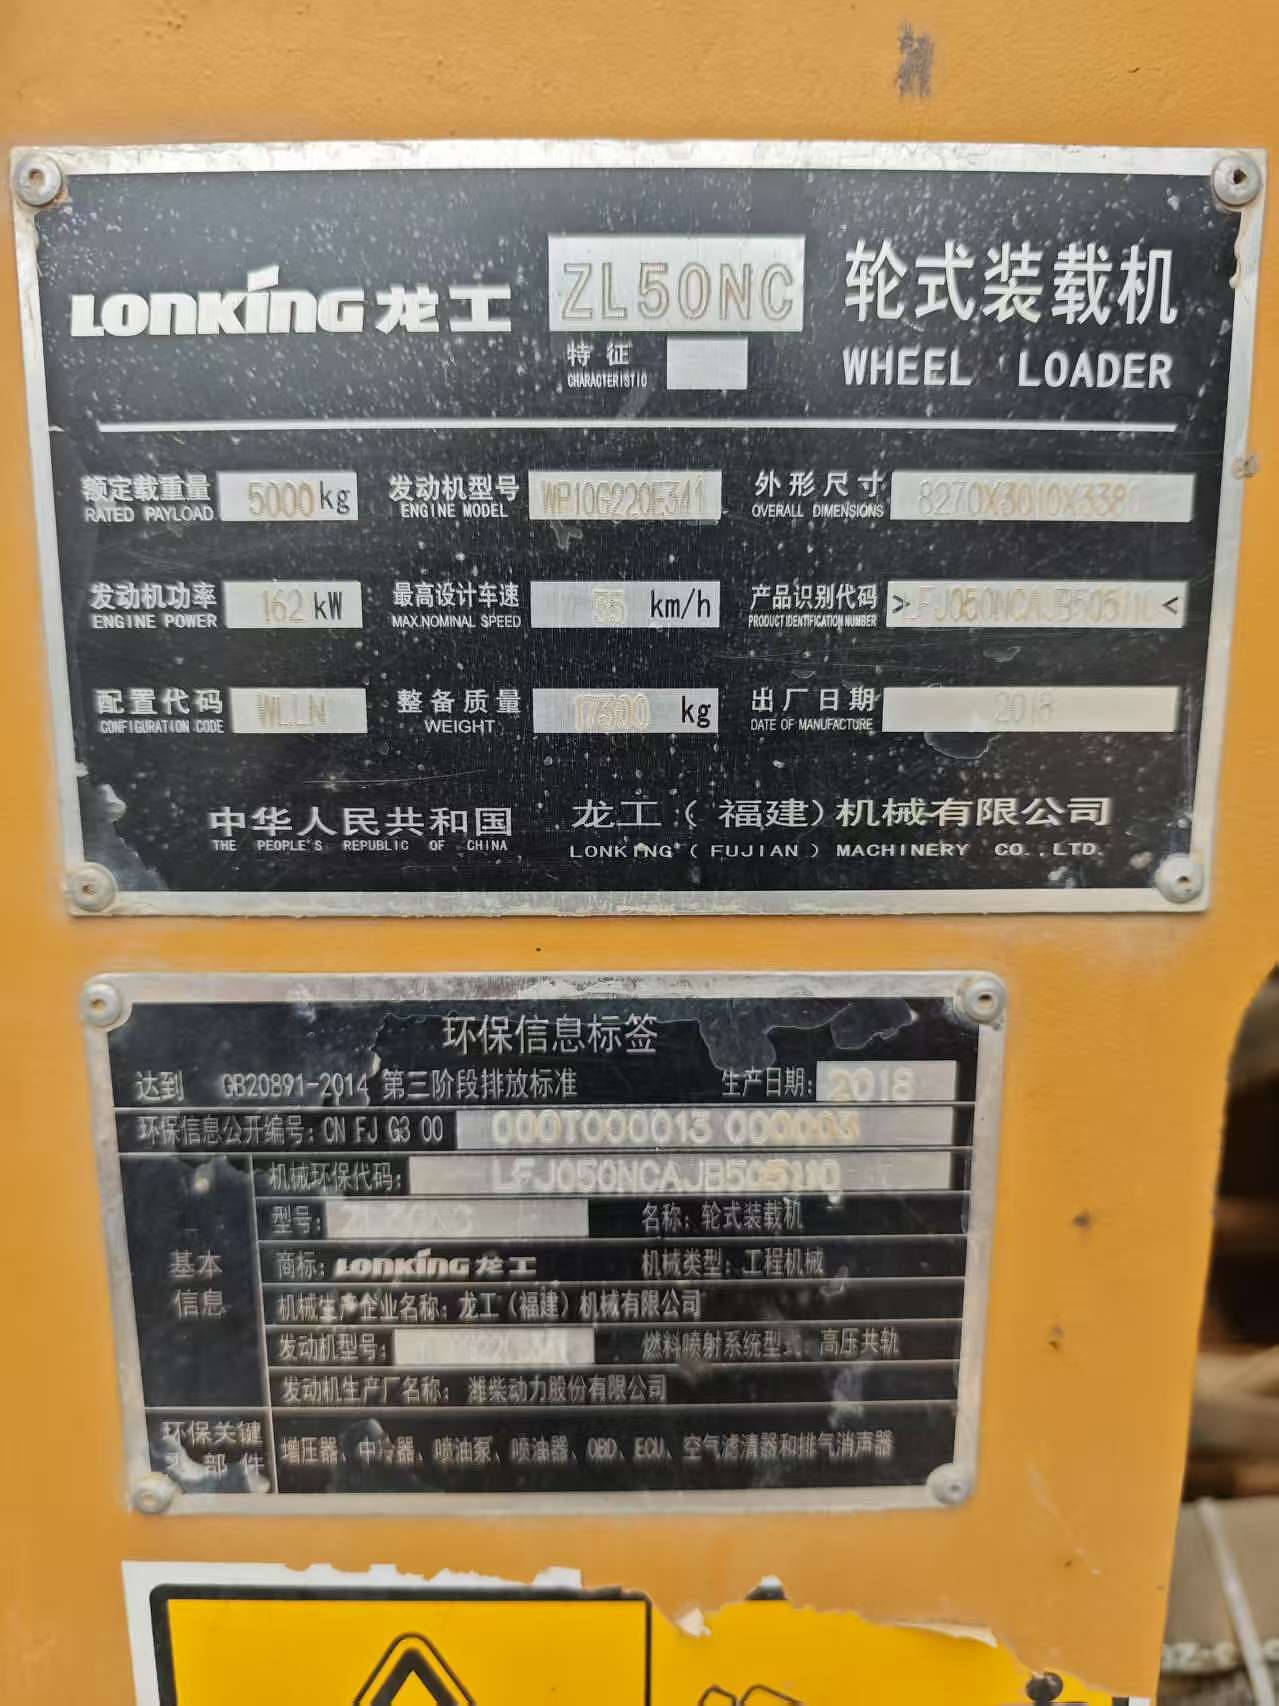 LONKING 龙工 ZL50NC 轮式装载机
特征
CHARACTERISTIC
WHEEL LOADER
额定载重量 5000kg 发动机型号 WP10G220E341 外形尺寸 8270X3010X338
RATED PAYLOAD ENGINE MODEL OVERALL DIMENSIONS
发动机功率 162kW 最高设计车速 35 km/h 产品识别代码
ENGINE POWER MAX.NOMINAL SPEED PRODUCT IDENTIFICATION NUMBER
配置代码 WLLN 整备质量 17300 kg 出厂日期 2018
CONFIGURATION CODE WEIGHT DATE OF MANUFACTURE
中华人民共和国 龙工(福建)机械有限公司
THE PEOPLE'S REPUBLIC OF CHINA LONKING (FUJIAN) MACHINERY CO.,LTD.
环保信息标签
达到 GB20891-2014 第三阶段排放标准 生产日期: 2018
环保信息公开编号: CN FJ G3 00 000T000013 000003
机械环保代码:
型号: 名称: 轮式装载机
基本
信息
商标: LONKING 龙工 机械类型: 工程机械
机械生产企业名称: 龙工(福建)机械有限公司
发动机型号: 燃料喷射系统型式: 高压共轨
发动机生产厂名称: 潍柴动力股份有限公司
环保关键
部件
增压器、中冷器、喷油泵、喷油器、OBD、ECU、空气滤清器和排气消声器